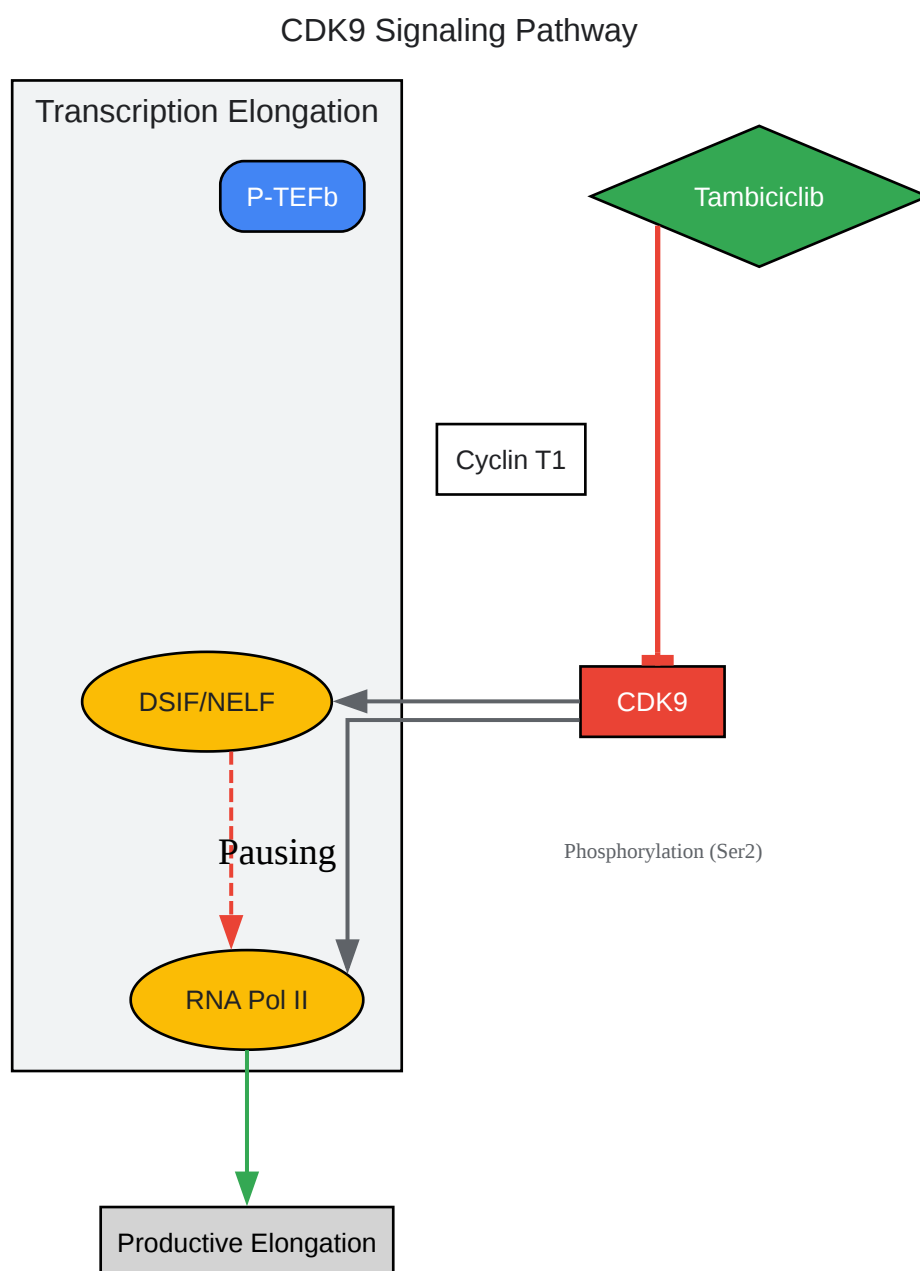 CDK9 Signaling Pathway
Transcription Elongation
P-TEFb
Tambiciclib
Cyclin T1
DSIF/NELF
CDK9
Pausing
Phosphorylation (Ser2)
RNA Pol II
Productive Elongation